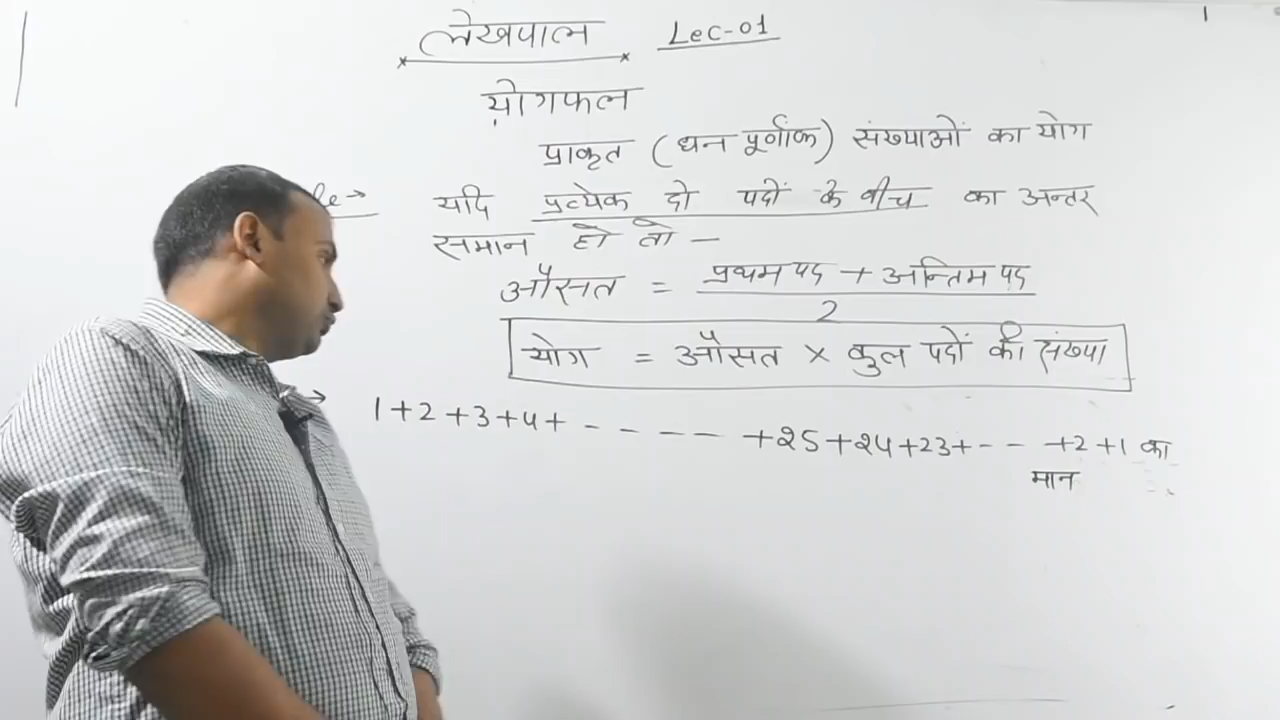 लेखपाल Lec-01
योगफल
प्राकृत (धन पूर्णांक) संख्याओं का योग
यदि प्रत्येक दो पदों के बीच का अन्तर
समान हो तो —
औसत = प्रथम पद + अन्तिम पद
2
योग = औसत × कुल पदों की संख्या
1+2+3+4+ - - - - +25+24+23+ - - +2+1 का
मान